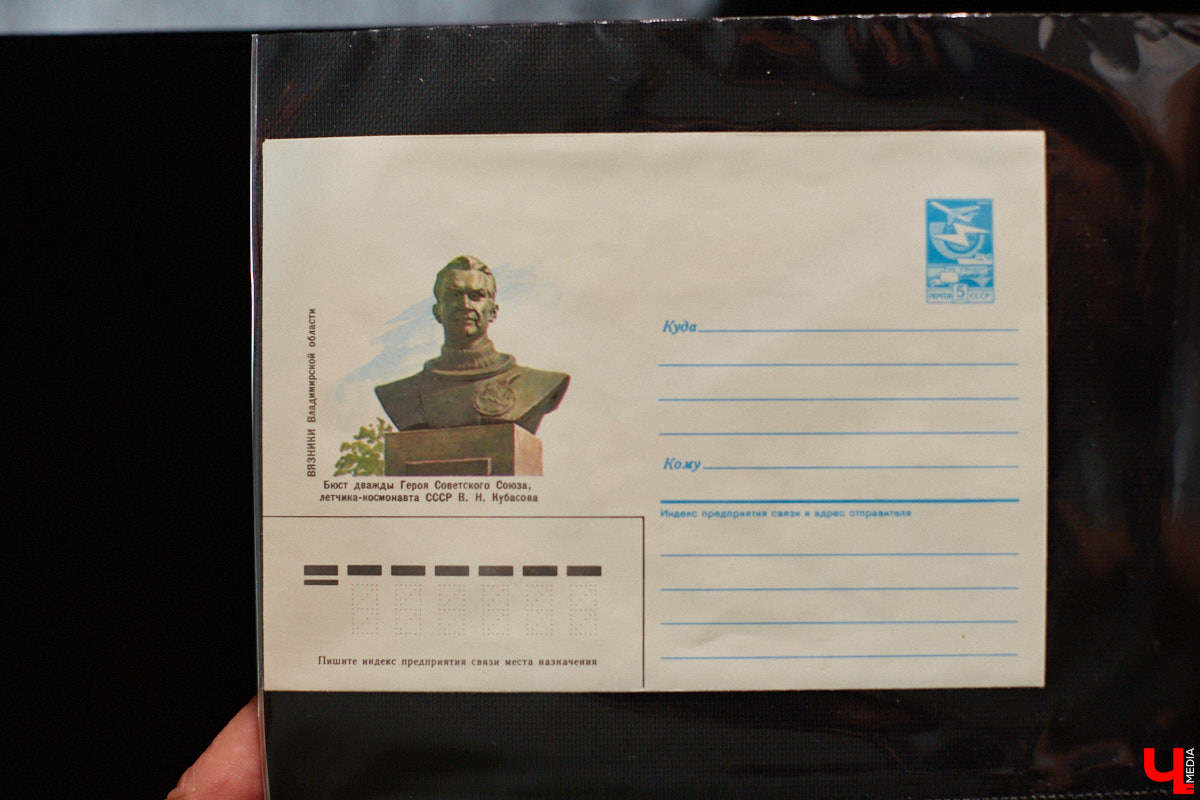 ВЯЗНИКИ Владимирской области
Бюст дважды Героя Советского Союза,
летчика-космонавта СССР В. Н. Кубасова
ПОЧТА 5 СССР
Куда
Кому
Индекс предприятия связи и адрес отправителя
Пишите индекс предприятия связи места назначения
Ч MEDIA